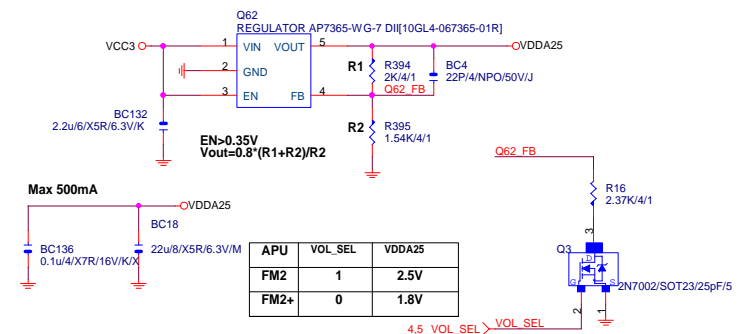 Q62
REGULATOR AP7365-WG-7 DII[10GL4-067365-01R]
VCC3
1
VIN
VOUT
5
VDDA25
2
GND
3
EN
FB
4
R1
R394
2K/4/1
BC4
22P/4/NPO/50V/J
Q62_FB
BC132
2.2u/6/X5R/6.3V/K
R2
R395
1.54K/4/1
EN>0.35V
Vout=0.8*(R1+R2)/R2
Q62_FB
R16
2.37K/4/1
Max 500mA
VDDA25
BC136
0.1u/4/X7R/16V/K/X
BC18
22u/8/X5R/6.3V/M
APU VOL_SEL VDDA25
FM2 1 2.5V
FM2+ 0 1.8V
3
Q3
D
G
S
2N7002/SOT23/25pF/5
2
1
4,5 VOL_SEL
VOL_SEL